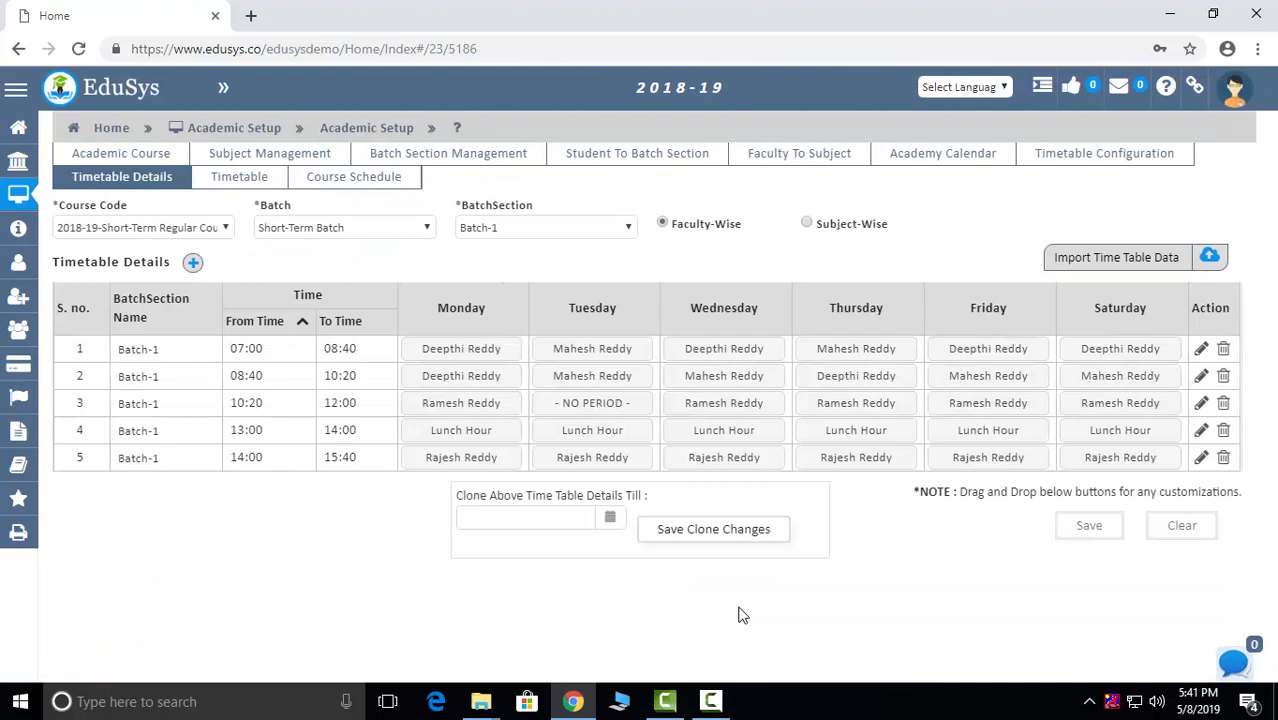 Home
https://www.edusys.co/edusysdemo/Home/Index#/23/5186
EduSys » 2018-19 Select Languag 0 0
Home » Academic Setup » Academic Setup » ?
Academic Course Subject Management Batch Section Management Student To Batch Section Faculty To Subject Academy Calendar Timetable Configuration
Timetable Details Timetable Course Schedule
*Course Code *Batch *BatchSection
2018-19-Short-Term Regular Cou Short-Term Batch Batch-1 Faculty-Wise Subject-Wise
Timetable Details Import Time Table Data
S. no. BatchSection Name Time Monday Tuesday Wednesday Thursday Friday Saturday Action
From Time To Time
1 Batch-1 07:00 08:40 Deepthi Reddy Mahesh Reddy Deepthi Reddy Mahesh Reddy Deepthi Reddy Deepthi Reddy
2 Batch-1 08:40 10:20 Deepthi Reddy Mahesh Reddy Mahesh Reddy Deepthi Reddy Mahesh Reddy Mahesh Reddy
3 Batch-1 10:20 12:00 Ramesh Reddy - NO PERIOD - Ramesh Reddy Ramesh Reddy Ramesh Reddy Ramesh Reddy
4 Batch-1 13:00 14:00 Lunch Hour Lunch Hour Lunch Hour Lunch Hour Lunch Hour Lunch Hour
5 Batch-1 14:00 15:40 Rajesh Reddy Rajesh Reddy Rajesh Reddy Rajesh Reddy Rajesh Reddy Rajesh Reddy
Clone Above Time Table Details Till : *NOTE : Drag and Drop below buttons for any customizations.
Save Clone Changes Save Clear
0
Type here to search
5:41 PM
5/8/2019
4